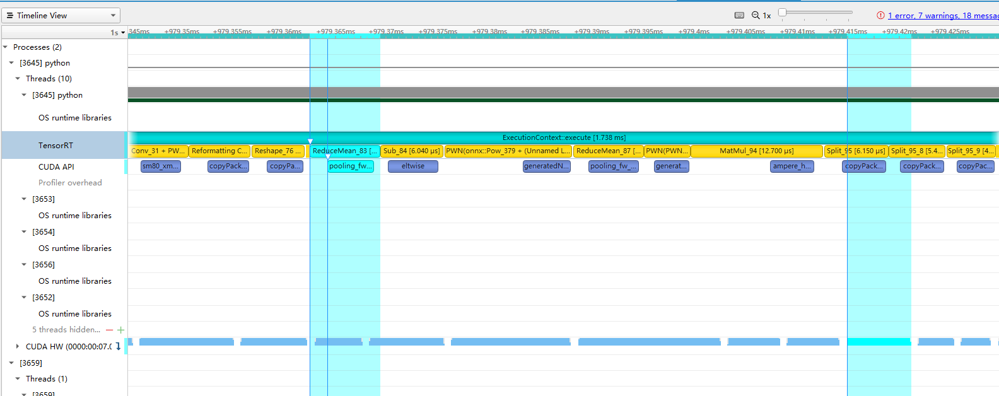 Timeline View
1x
1 error, 7 warnings, 18 messag
1s
345ms +979.35ms +979.355ms +979.36ms +979.365ms +979.37ms +979.375ms +979.38ms +979.385ms +979.39ms +979.395ms +979.4ms +979.405ms +979.41ms +979.415ms +979.42ms +979.425ms
Processes (2)
[3645] python
Threads (10)
[3645] python
OS runtime libraries
TensorRT
ExecutionContext::execute [1.738 ms]
Conv_31 + PW... Reformatting C... Reshape_76 ... ReduceMean_83 [... Sub_84 [6.040 µs] PWN(onnx::Pow_379 + (Unnamed L... ReduceMean_87 [... PWN(PWN... MatMul_94 [12.700 µs] Split_95 [6.150 µs] Split_95_8 [5.4... Split_95_9 [4...
CUDA API
sm80_xm... copyPack... copyPa... pooling_fw... eltwise generatedN... pooling_fw_... generat... ampere_h... copyPack... copyPack... copyPac...
Profiler overhead
[3653]
OS runtime libraries
[3654]
OS runtime libraries
[3656]
OS runtime libraries
[3652]
OS runtime libraries
5 threads hidden... − +
CUDA HW (0000:00:07.0
[3659]
Threads (1)
[3659]